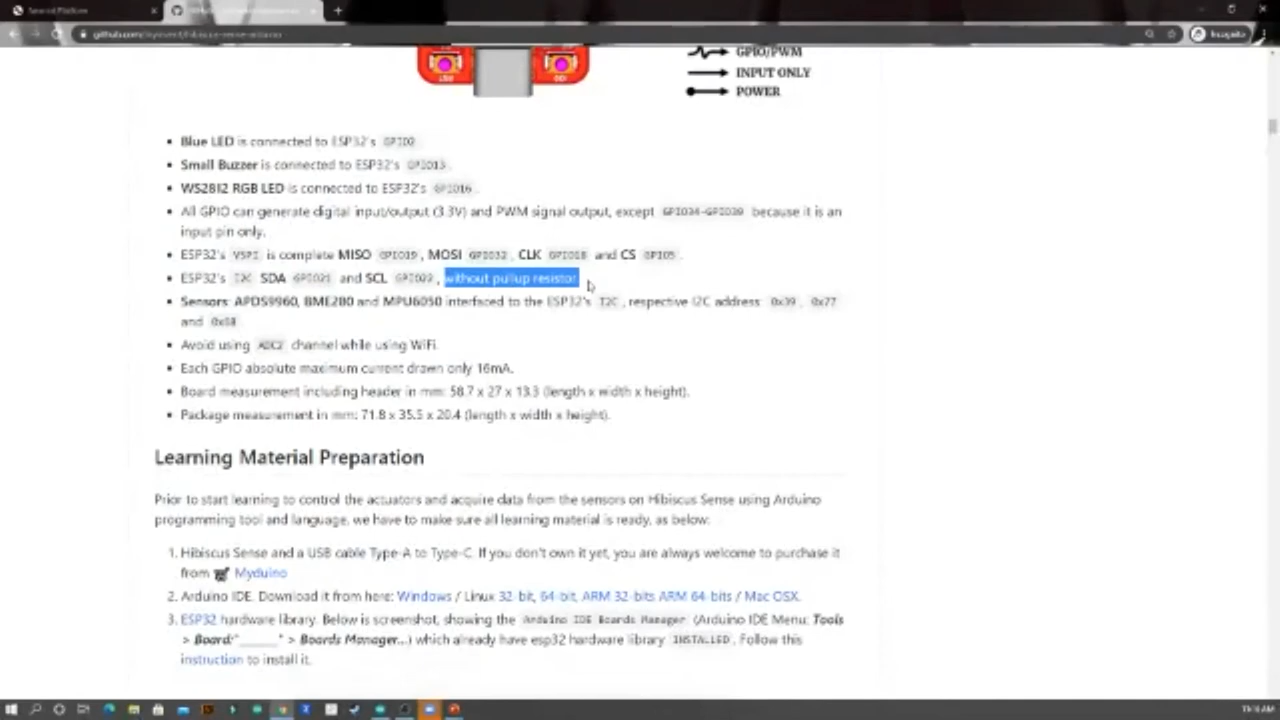 +
github.com/
Incognito
GPIO/PWM
INPUT ONLY
POWER
Blue LED is connected to ESP32's GPIO2
Small Buzzer is connected to ESP32's GPIO13.
WS2812 RGB LED is connected to ESP32's GPIO16.
All GPIO can generate digital input/output (3.3V) and PWM signal output, except GPIO34-GPIO39 because it is an
input pin only.
ESP32's VSPI is complete MISO GPIO19, MOSI CLK GPIO18 and CS GPIO5.
ESP32's I2C SDA GPIO21 and SCL GPIO22, without pullup resistor
Sensors: APDS9960, BME280 and MPU6050 interfaced to the ESP32's I2C, respective I2C address: 0x39, 0x77
and 0x68
Avoid using ADC2 channel while using WiFi.
Each GPIO absolute maximum current drawn only 16mA.
Board measurement including header in mm: 58.7 x 27 x 13.3 (length x width x height).
Package measurement in mm: 71.8 x 35.5 x 20.4 (length x width x height).
Learning Material Preparation
Prior to start learning to control the actuators and acquire data from the sensors on Hibiscus Sense using Arduino
programming tool and language, we have to make sure all learning material is ready, as below:
1. Hibiscus Sense and a USB cable Type-A to Type-C. If you don't own it yet, you are always welcome to purchase it
from Myduino
2. Arduino IDE. Download it from here: Windows / Linux 32-bit, 64-bit, ARM 32-bits ARM 64-bits / Mac OSX.
3. ESP32 hardware library. Below is screenshot, showing the Arduino IDE Boards Manager (Arduino IDE Menu: Tools
> Board:"______" > Boards Manager...) which already have esp32 hardware library INSTALLED. Follow this
instruction to install it.